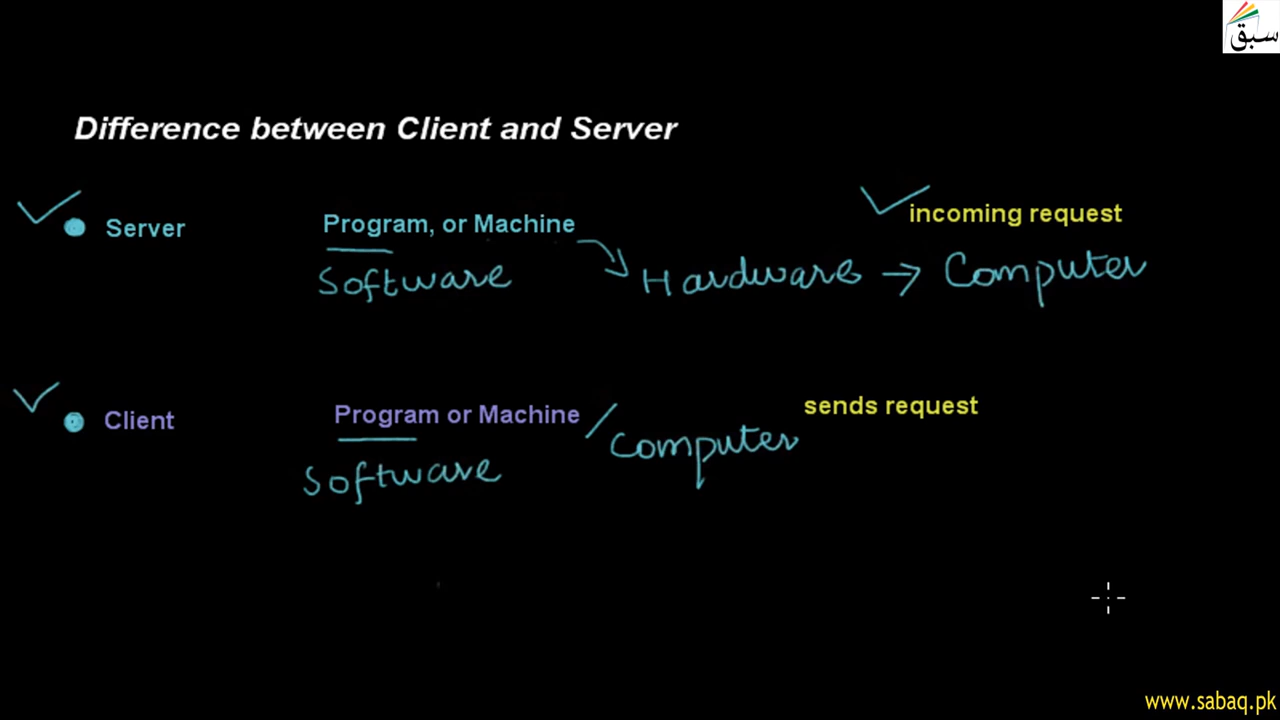 سبق
Difference between Client and Server
Server Program, or Machine incoming request
Software Hardware → Computer
Client Program or Machine / sends request
Software Computer
www.sabaq.pk